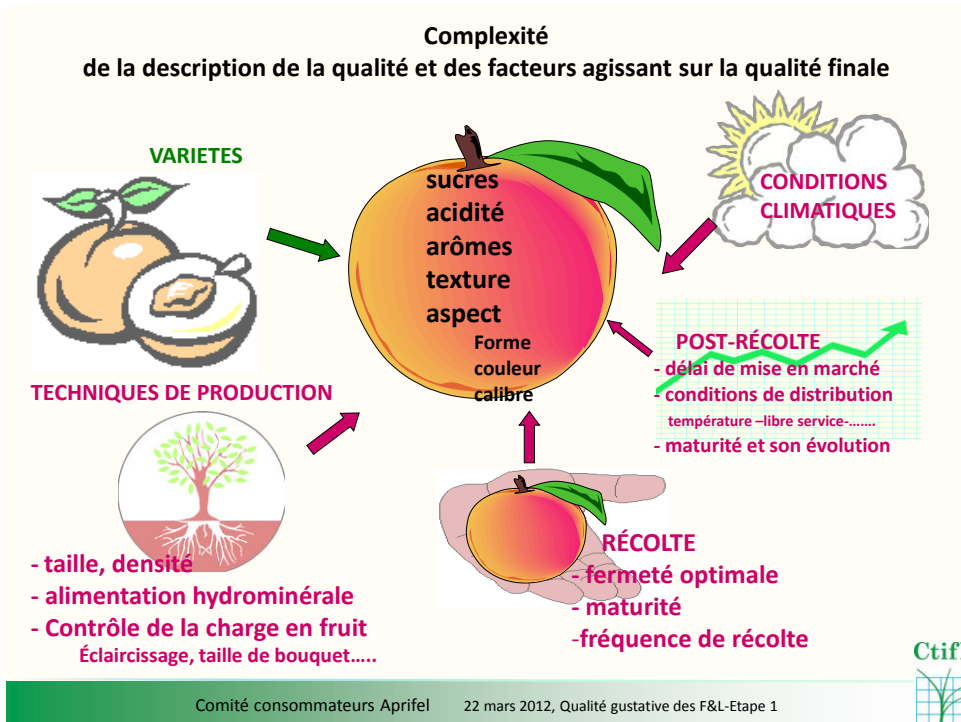 Complexité
de la description de la qualité et des facteurs agissant sur la qualité finale
VARIETES
sucres
acidité
arômes
texture
aspect
Forme
couleur
calibre
CONDITIONS
CLIMATIQUES
POST-RÉCOLTE
- délai de mise en marché
- conditions de distribution
température –libre service-…….
- maturité et son évolution
TECHNIQUES DE PRODUCTION
- taille, densité
- alimentation hydrominérale
- Contrôle de la charge en fruit
Éclaircissage, taille de bouquet…..
RÉCOLTE
- fermeté optimale
- maturité
-fréquence de récolte
Ctif
Comité consommateurs Aprifel 22 mars 2012, Qualité gustative des F&L-Etape 1